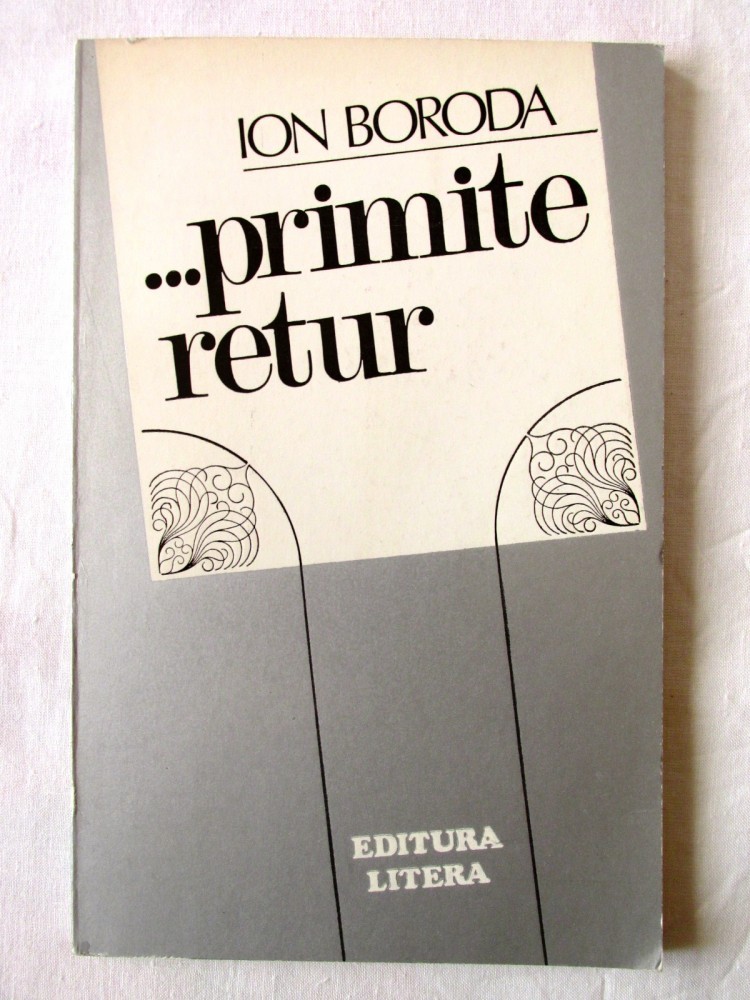 ION BORODA
...primite
retur
EDITURA
LITERA